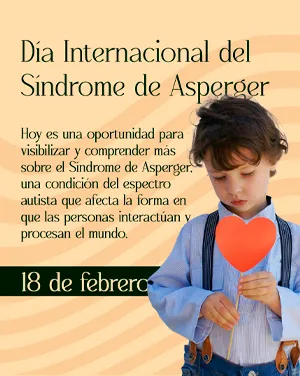 Día Internacional del
Síndrome de Asperger
Hoy es una oportunidad para
visibilizar y comprender más
sobre el Síndrome de Asperger,
una condición del espectro
autista que afecta la forma en
que las personas interactúan y
procesan el mundo.
18 de febrero